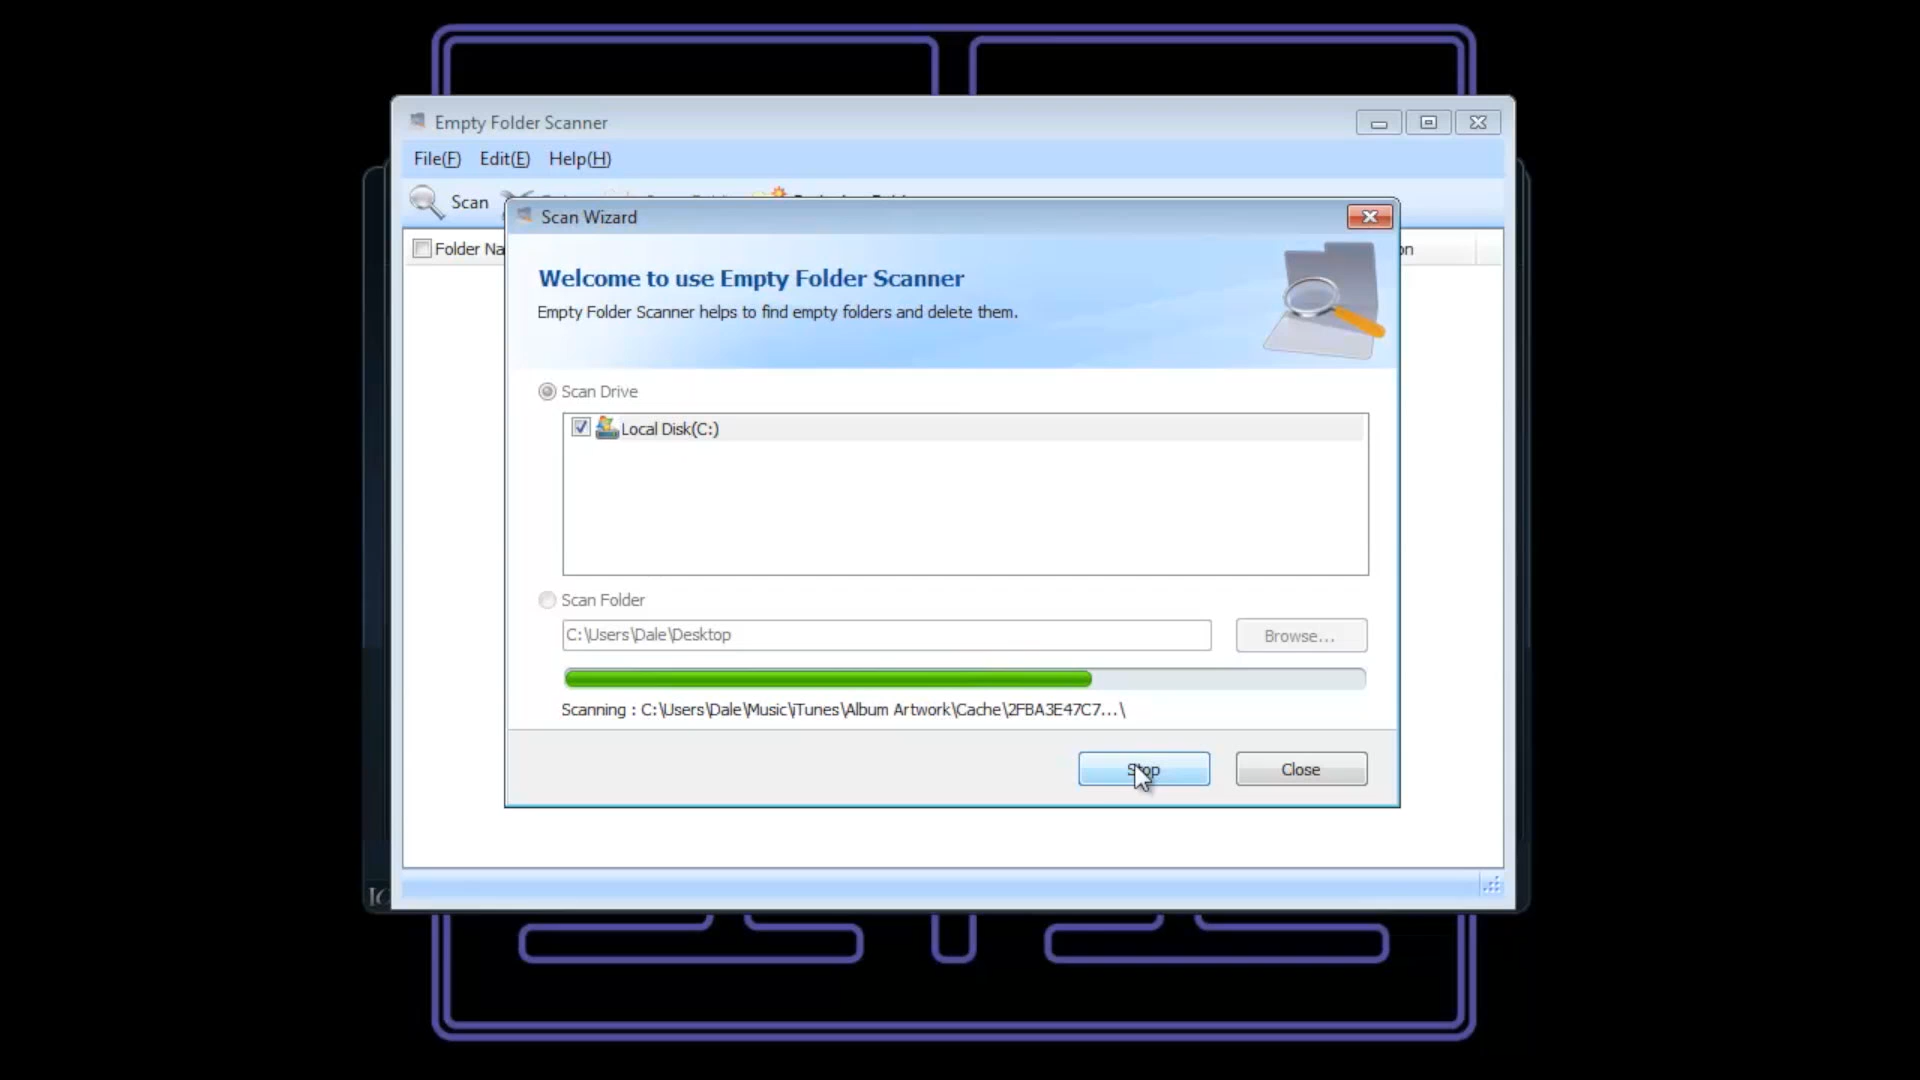 Empty Folder Scanner
File(F) Edit(E) Help(H)
Scan
Scan Wizard
Folder Na
on
Welcome to use Empty Folder Scanner
Empty Folder Scanner helps to find empty folders and delete them.
Scan Drive
Local Disk(C:)
Scan Folder
C:\Users\Dale\Desktop
Browse...
Scanning : C:\Users\Dale\Music\iTunes\Album Artwork\Cache\2FBA3E47C7...\
Stop
Close